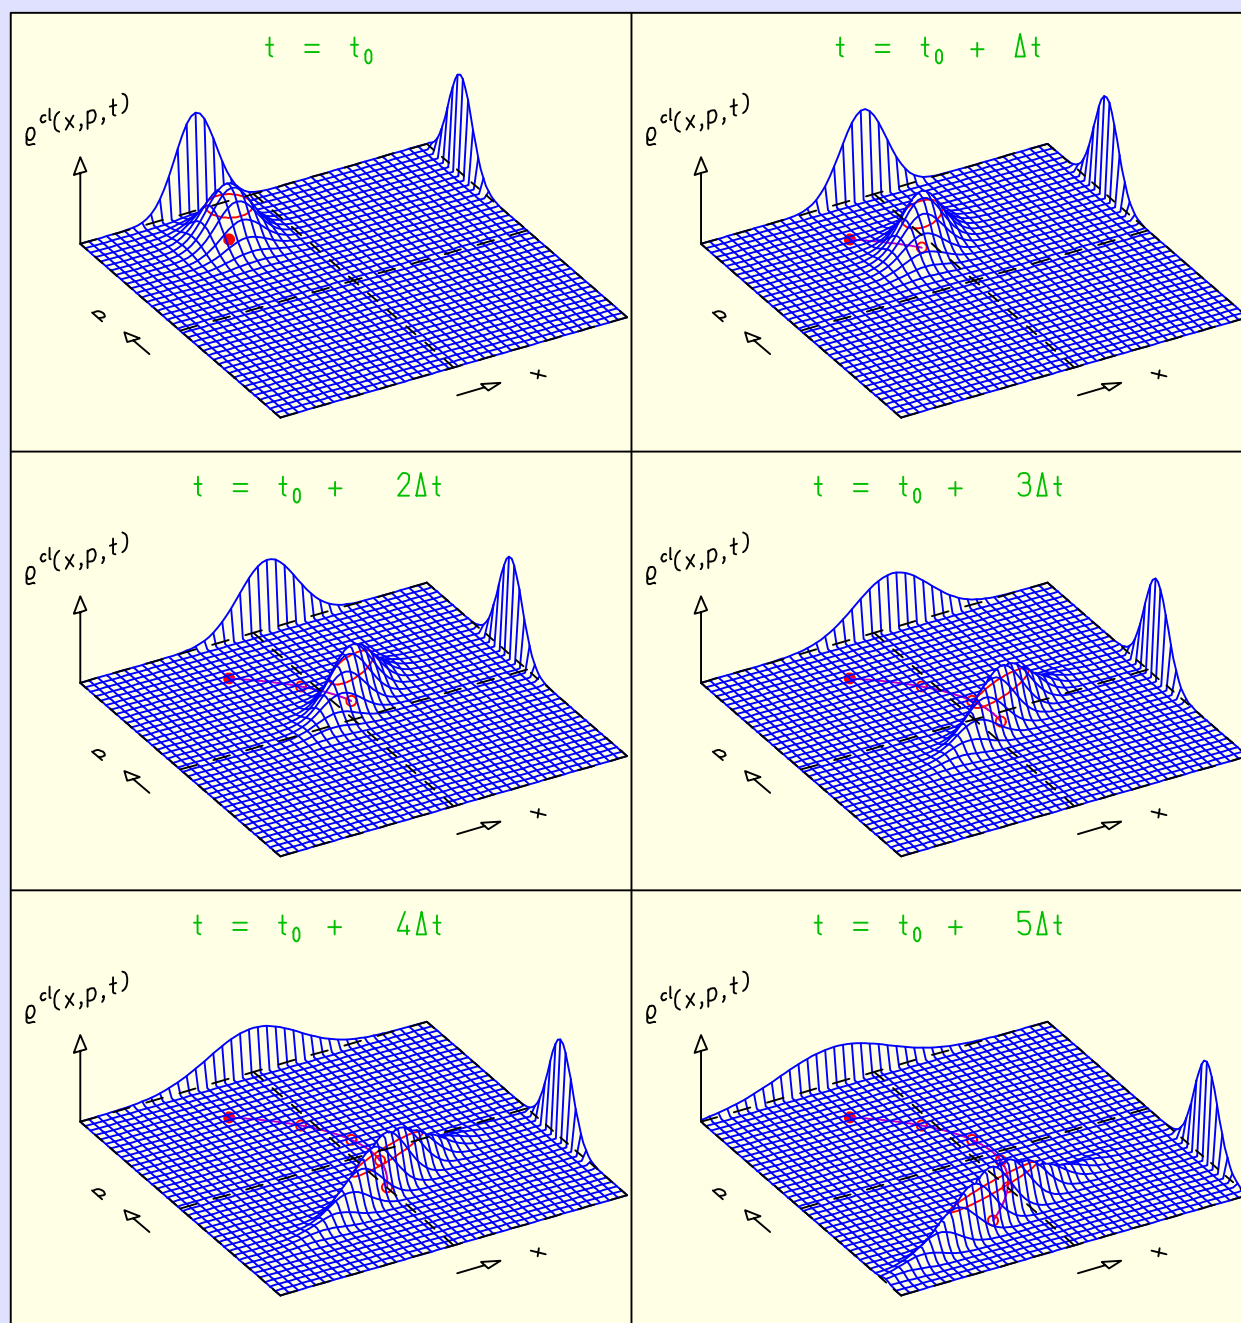 t = t₀
ϱᶜˡ(x,p,t)
p
x
t = t₀ + Δt
ϱᶜˡ(x,p,t)
p
x
t = t₀ + 2Δt
ϱᶜˡ(x,p,t)
p
x
t = t₀ + 3Δt
ϱᶜˡ(x,p,t)
p
x
t = t₀ + 4Δt
ϱᶜˡ(x,p,t)
p
x
t = t₀ + 5Δt
ϱᶜˡ(x,p,t)
p
x